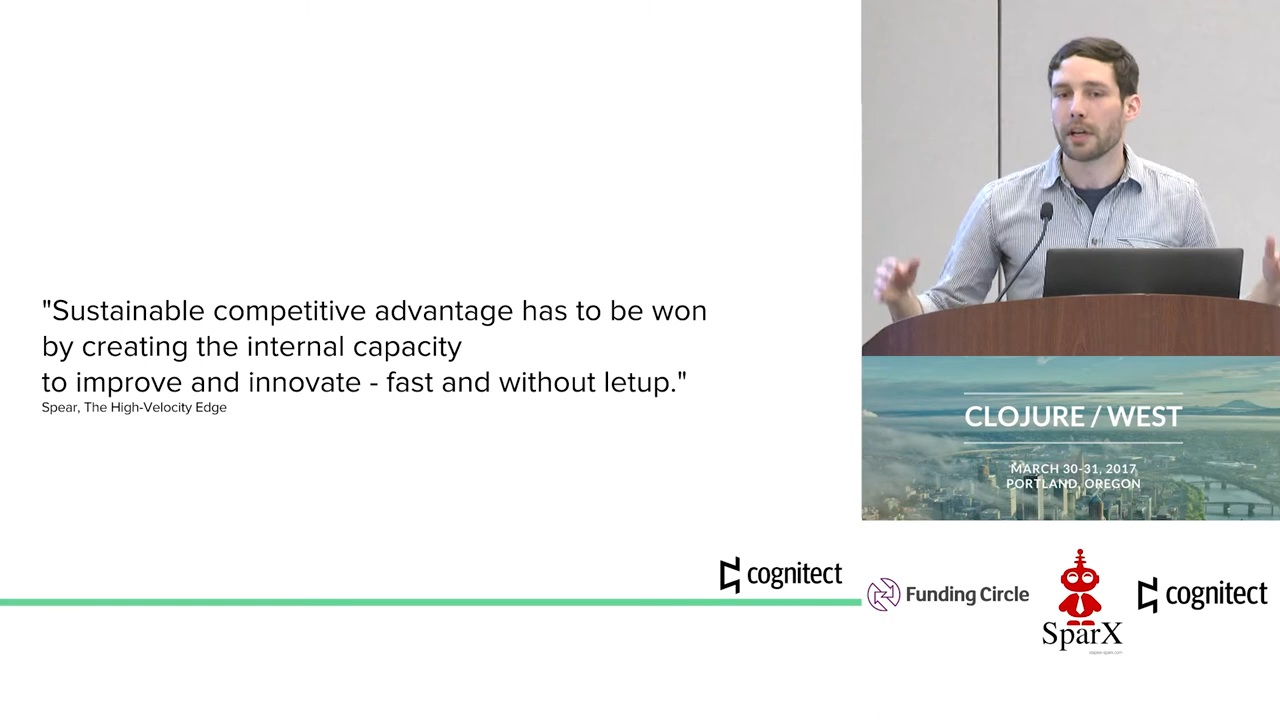 "Sustainable competitive advantage has to be won
by creating the internal capacity
to improve and innovate - fast and without letup."
Spear, The High-Velocity Edge
cognitect
CLOJURE / WEST
MARCH 30-31, 2017
PORTLAND, OREGON
Funding Circle
SparX
cognitect